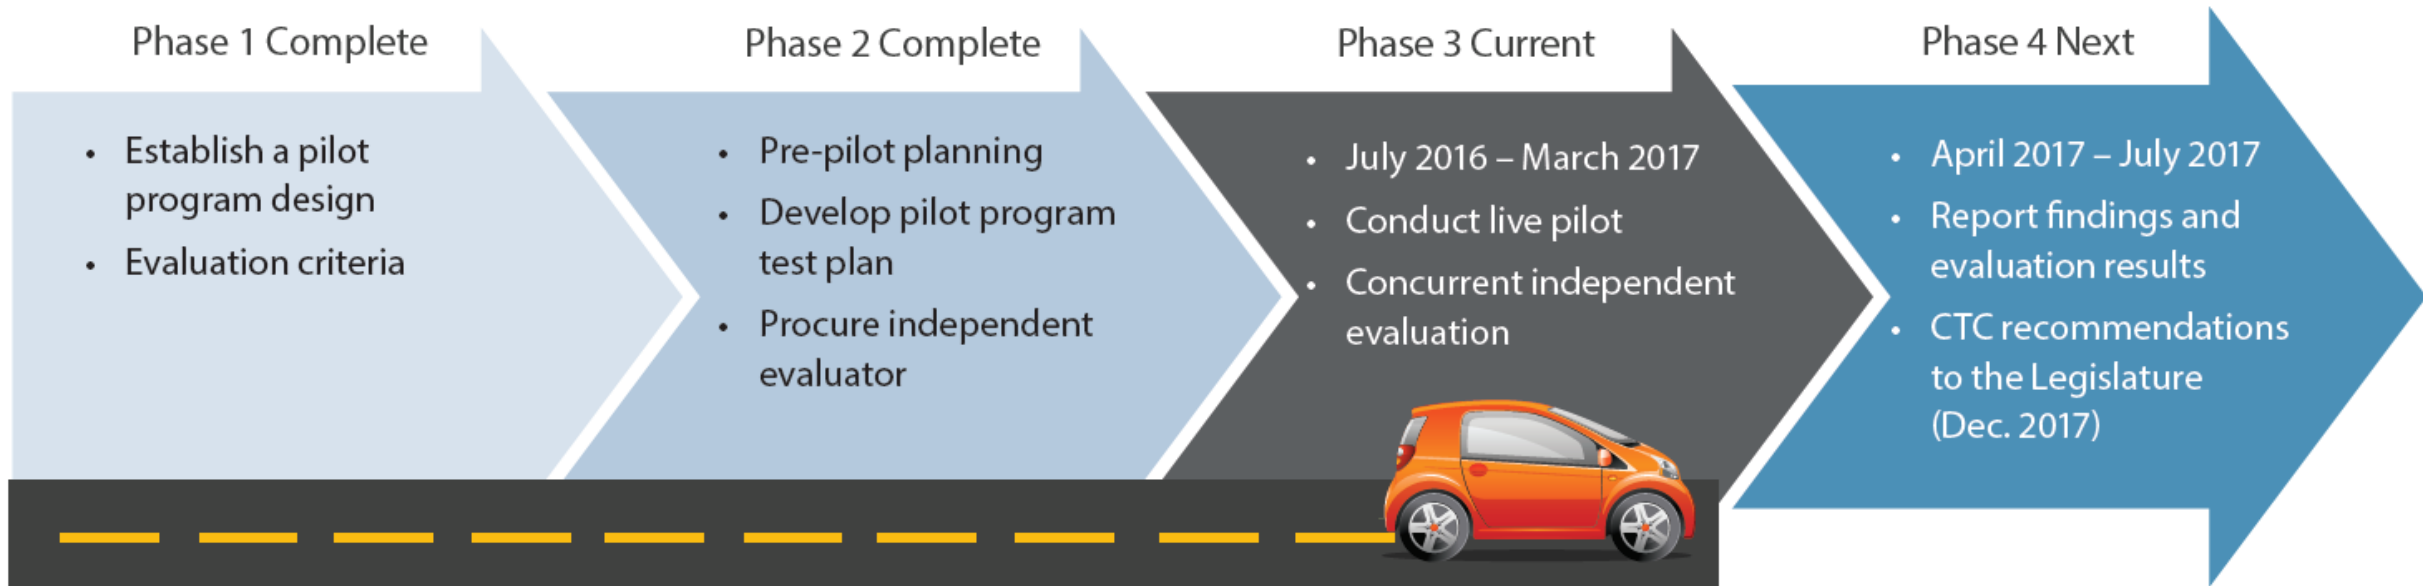 Phase 1 Complete
• Establish a pilot
program design
• Evaluation criteria
Phase 2 Complete
• Pre-pilot planning
• Develop pilot program
test plan
• Procure independent
evaluator
Phase 3 Current
• July 2016 – March 2017
• Conduct live pilot
• Concurrent independent
evaluation
Phase 4 Next
• April 2017 – July 2017
• Report findings and
evaluation results
• CTC recommendations
to the Legislature
(Dec. 2017)